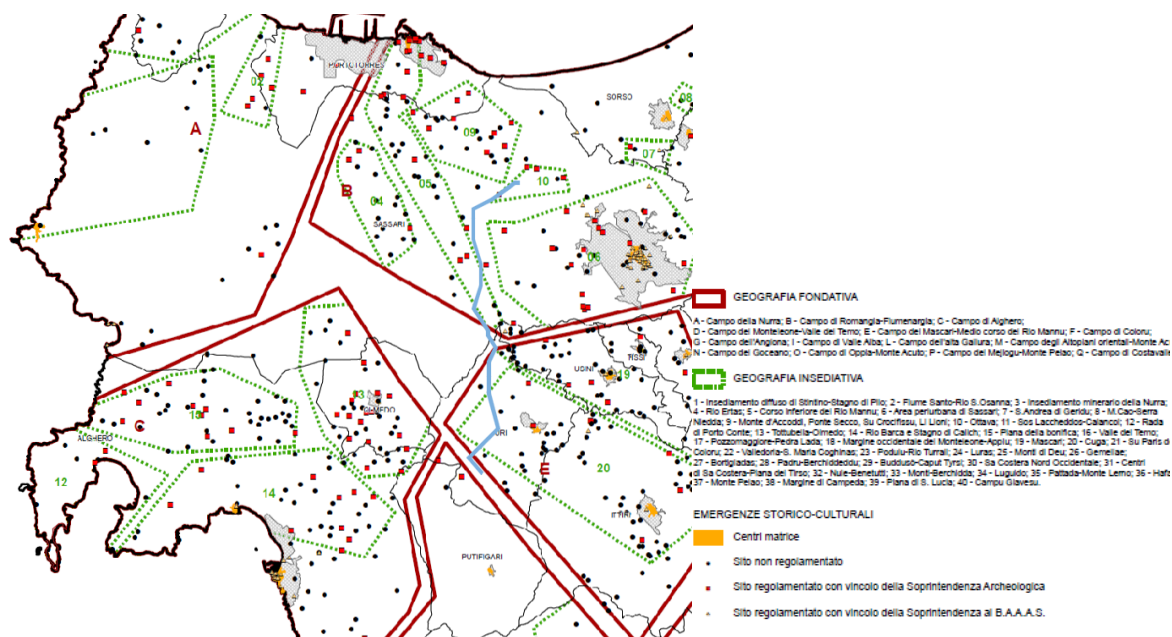 PORTOTORRES
SORSO
02
08
A
09
07
05
10
B
04
SASSARI
06
TISSI
USINI
19
13
OLMEDO
15
C
ALGHERO
URI
E
20
12
14
ITTIRI
PUTIFIGARI
GEOGRAFIA FONDATIVA
A - Campo della Nurra; B - Campo di Romangia-Flumenargia; C - Campo di Alghero;
D - Campo del Monteleone-Valle del Temo; E - Campo del Mascari-Medio corso del Rio Mannu; F - Campo di Coloru;
G - Campo dell'Anglona; I - Campo di Valle Alba; L - Campo dell'alta Gallura; M - Campo degli Altopiani orientali-Monte Ac
N - Campo del Goceano; O - Campo di Oppia-Monte Acuto; P - Campo del Mejlogu-Monte Pelao; Q - Campo di Costavalle
GEOGRAFIA INSEDIATIVA
1 - Insediamento diffuso di Stintino-Stagno di Pilo; 2 - Fiume Santo-Rio S.Osanna; 3 - Insediamento minerario della Nurra;
4 - Rio Ertas; 5 - Corso inferiore del Rio Mannu; 6 - Area periurbana di Sassari; 7 - S.Andrea di Geridu; 8 - M.Cao-Serra
Niedda; 9 - Monte d'Accoddi, Ponte Secco, Su Crocifissu, Li Lioni; 10 - Ottava; 11 - Sos Laccheddos-Calancoi; 12 - Rada
di Porto Conte; 13 - Tottubella-Olmedo; 14 - Rio Barca e Stagno di Calich; 15 - Piana della bonifica; 16 - Valle del Temo;
17 - Pozzomaggiore-Pedra Lada; 18 - Margine occidentale del Monteleone-Appiu; 19 - Mascari; 20 - Cuga; 21 - Su Paris de
Coloru; 22 - Valledoria-S. Maria Coghinas; 23 - Podulu-Rio Turrali; 24 - Luras; 25 - Monti di Deu; 26 - Gemellae;
27 - Bortigiadas; 28 - Padru-Berchiddeddu; 29 - Buddusò-Caput Tyrsi; 30 - Sa Costera Nord Occidentale; 31 - Centri
di Sa Costera-Piana del Tirso; 32 - Nule-Benetutti; 33 - Monti-Berchidda; 34 - Luguido; 35 - Pattada-Monte Lerno; 36 - Hafa
37 - Monte Pelao; 38 - Margine di Campeda; 39 - Piana di S. Lucia; 40 - Campu Giavesu.
EMERGENZE STORICO-CULTURALI
Centri matrice
Sito non regolamentato
Sito regolamentato con vincolo della Soprintendenza Archeologica
Sito regolamentato con vincolo della Soprintendenza ai B.A.A.A.S.